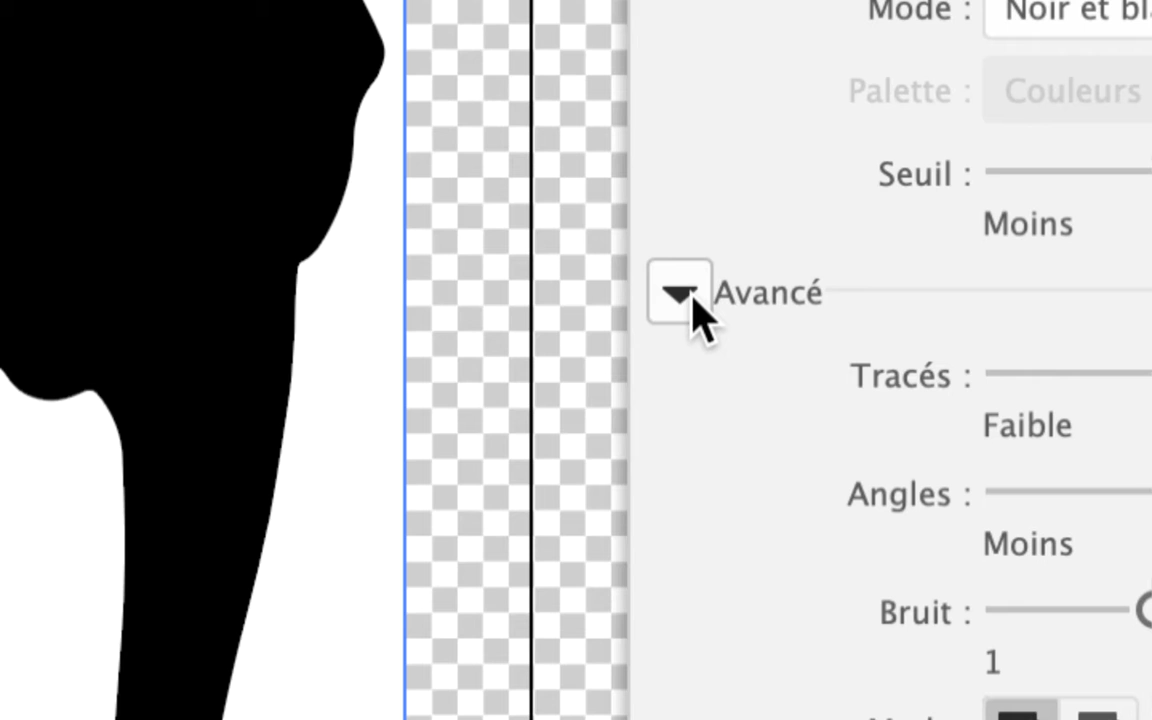 Mode : Noir et bl
Palette : Couleurs
Seuil :
Moins
Avancé
Tracés :
Faible
Angles :
Moins
Bruit :
1